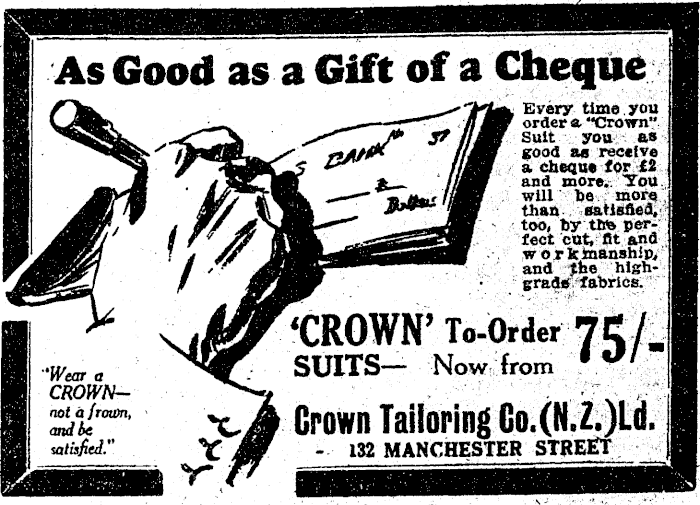 As Good as a Gift of a Cheque
Every time you
order a "Crown"
Suit you as
good as receive
a cheque for £2
and more. You
will be more
than satisfied,
too, by the per-
fect cut, fit and
workmanship,
and the high-
grade fabrics.
'CROWN' To-Order
SUITS— Now from
75/-
"Wear a
CROWN—
not a frown,
and be
satisfied."
Crown Tailoring Co. (N.Z.) Ld.
- 132 MANCHESTER STREET